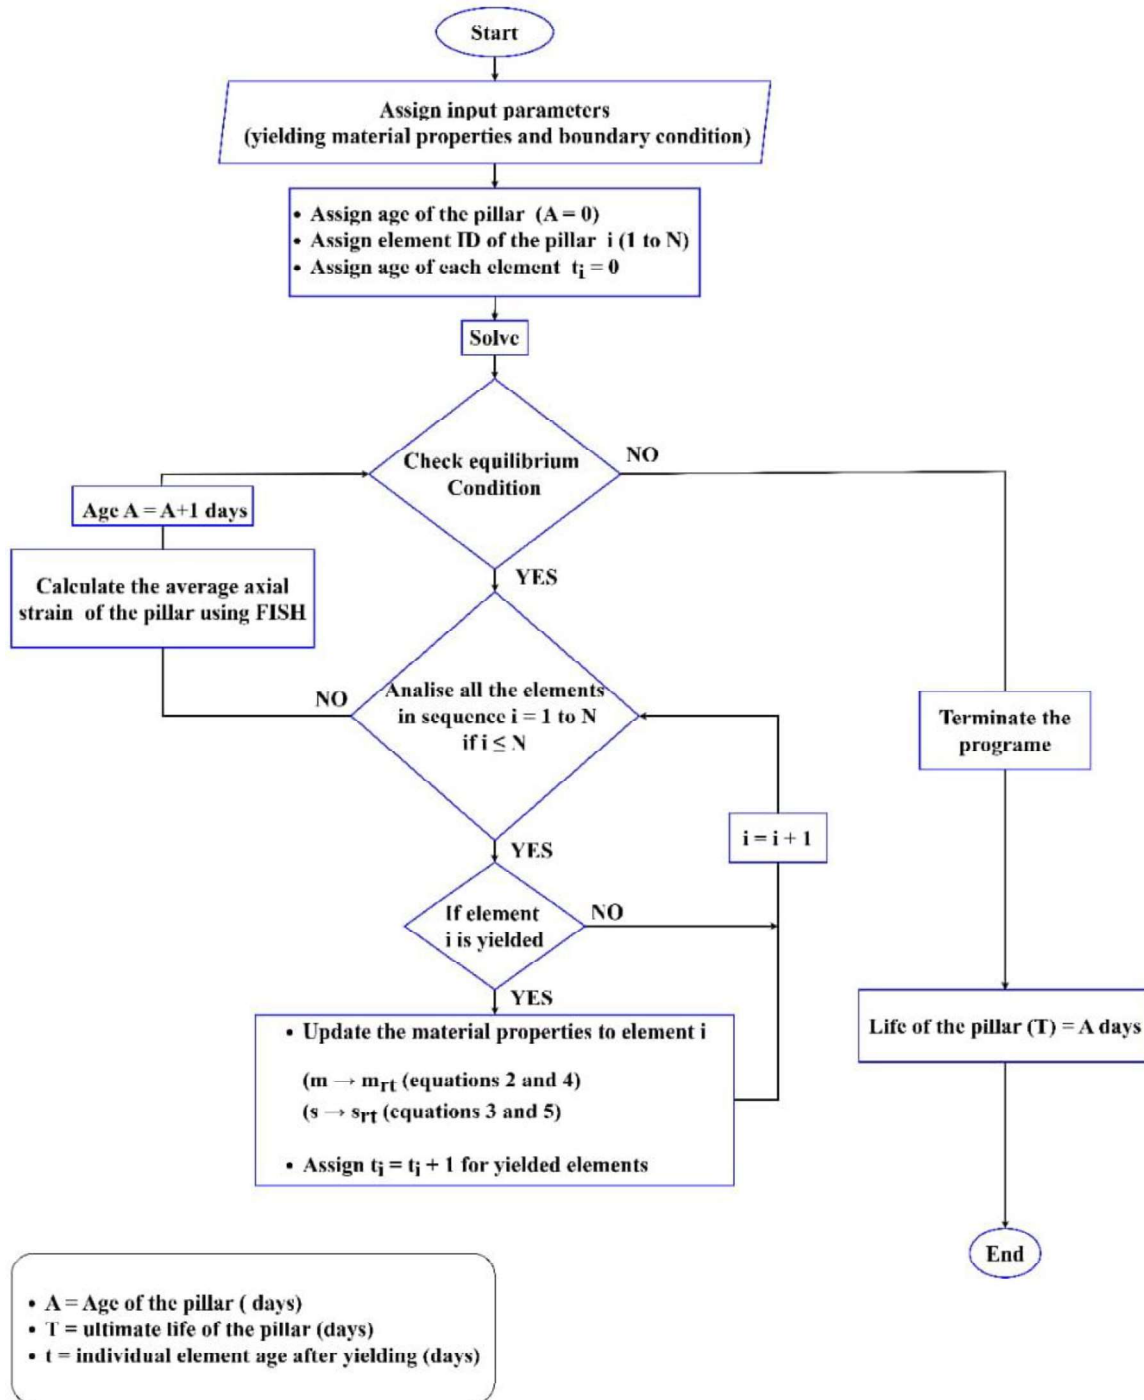 Start
Assign input parameters
(yielding material properties and boundary condition)
• Assign age of the pillar (A = 0)
• Assign element ID of the pillar i (1 to N)
• Assign age of each element ti = 0
Solve
Check equilibrium
Condition
NO
YES
Age A = A+1 days
Calculate the average axial
strain of the pillar using FISH
NO
Analise all the elements
in sequence i = 1 to N
if i ≤ N
YES
i = i + 1
If element
i is yielded
NO
YES
• Update the material properties to element i
(m → mrt (equations 2 and 4)
(s → srt (equations 3 and 5)
• Assign ti = ti + 1 for yielded elements
Terminate the
programe
Life of the pillar (T) = A days
End
• A = Age of the pillar ( days)
• T = ultimate life of the pillar (days)
• t = individual element age after yielding (days)